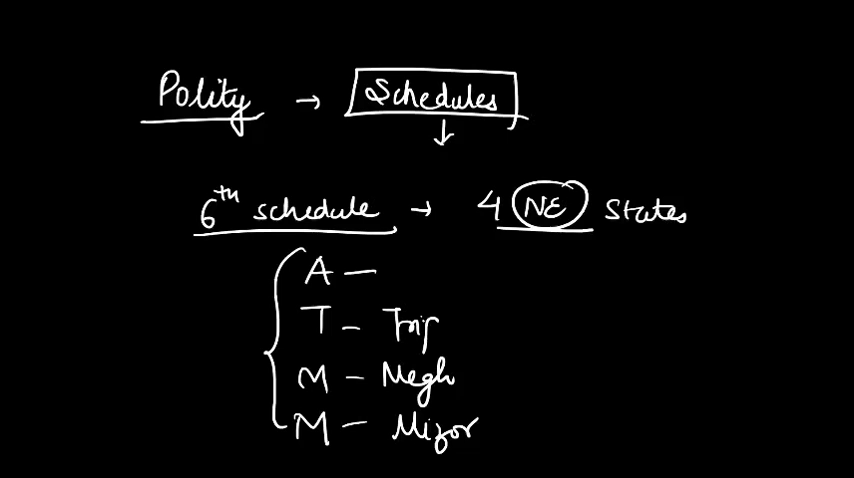 Polity → Schedules
↓
6th schedule → 4 NE States
A —
T – Trip
M – Megh
M – Mizor